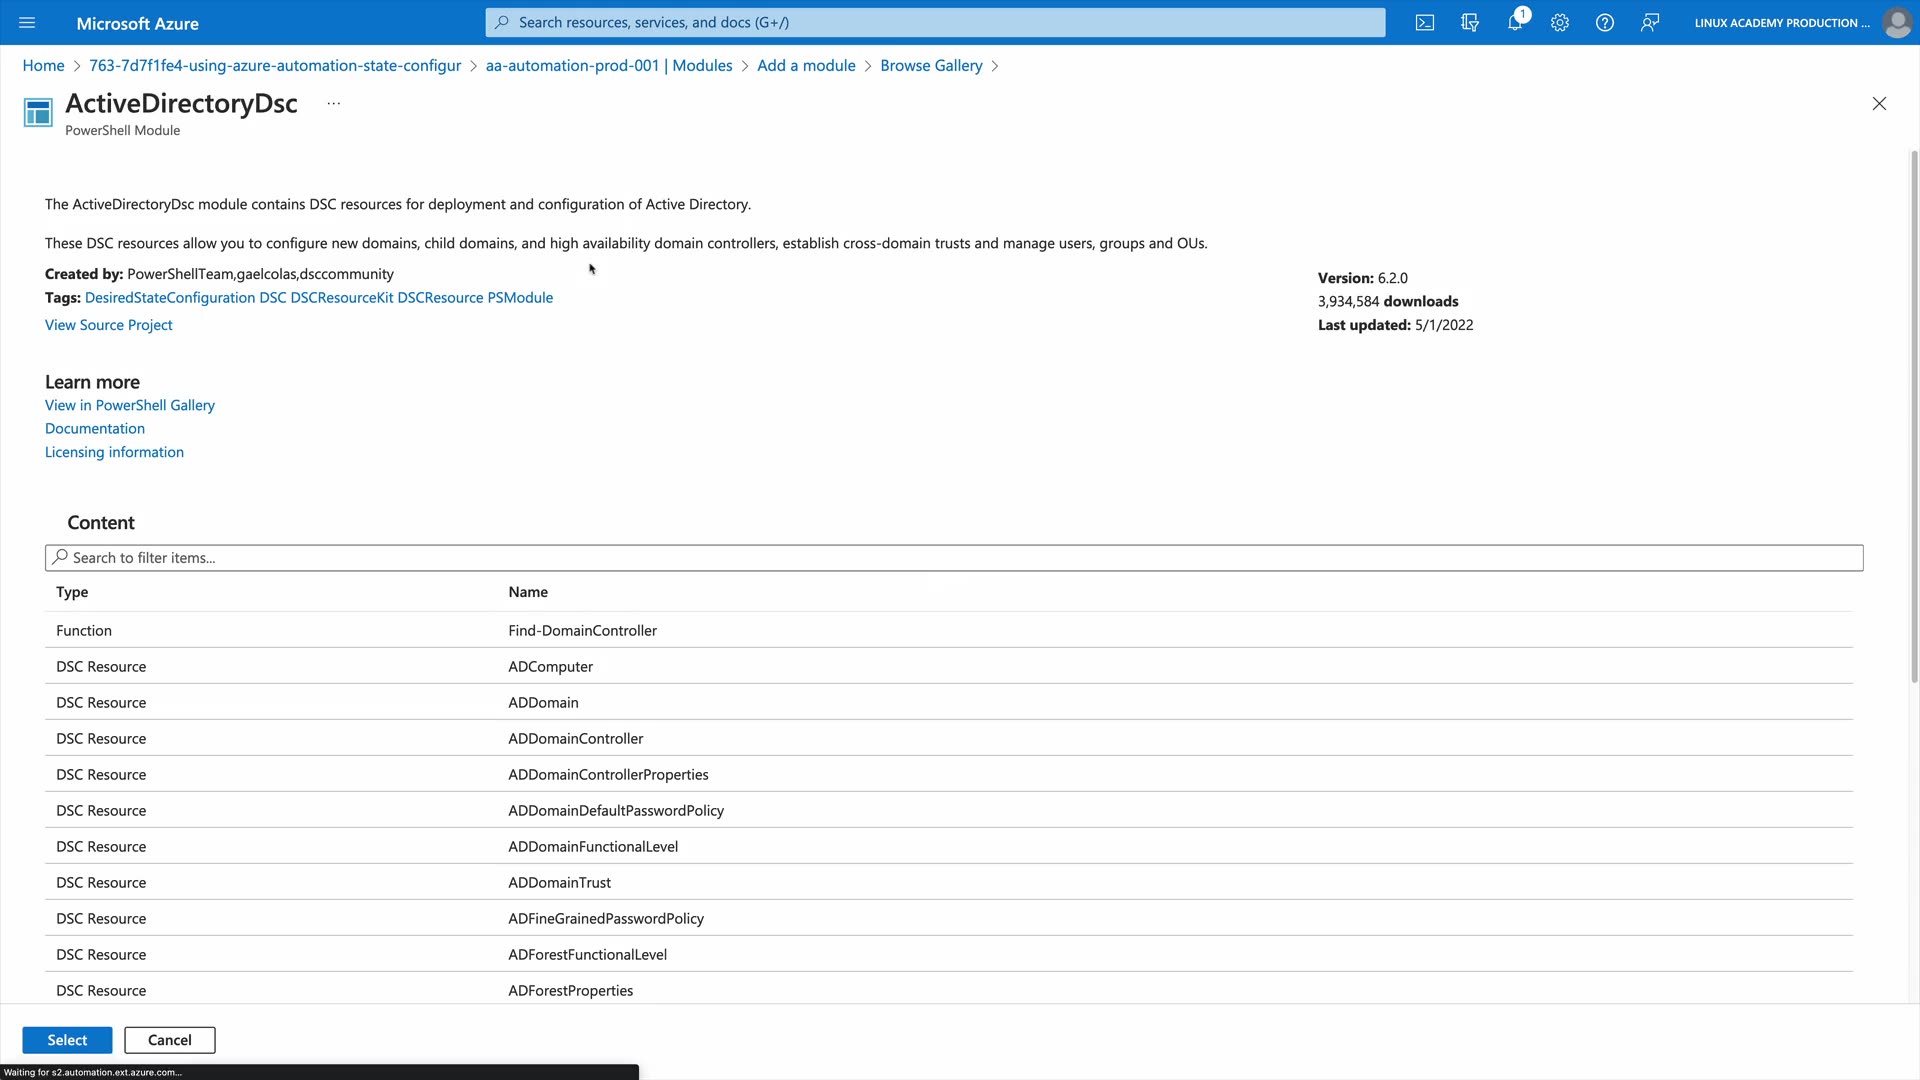 Microsoft Azure
Search resources, services, and docs (G+/)
1
LINUX ACADEMY PRODUCTION ...
Home > 763-7d7f1fe4-using-azure-automation-state-configur > aa-automation-prod-001 | Modules > Add a module > Browse Gallery >
ActiveDirectoryDsc ...
PowerShell Module
The ActiveDirectoryDsc module contains DSC resources for deployment and configuration of Active Directory.
These DSC resources allow you to configure new domains, child domains, and high availability domain controllers, establish cross-domain trusts and manage users, groups and OUs.
Created by: PowerShellTeam,gaelcolas,dsccommunity
Tags: DesiredStateConfiguration DSC DSCResourceKit DSCResource PSModule
View Source Project
Version: 6.2.0
3,934,584 downloads
Last updated: 5/1/2022
Learn more
View in PowerShell Gallery
Documentation
Licensing information
Content
Search to filter items...
Type Name
Function Find-DomainController
DSC Resource ADComputer
DSC Resource ADDomain
DSC Resource ADDomainController
DSC Resource ADDomainControllerProperties
DSC Resource ADDomainDefaultPasswordPolicy
DSC Resource ADDomainFunctionalLevel
DSC Resource ADDomainTrust
DSC Resource ADFineGrainedPasswordPolicy
DSC Resource ADForestFunctionalLevel
DSC Resource ADForestProperties
Select Cancel
Waiting for s2.automation.ext.azure.com...